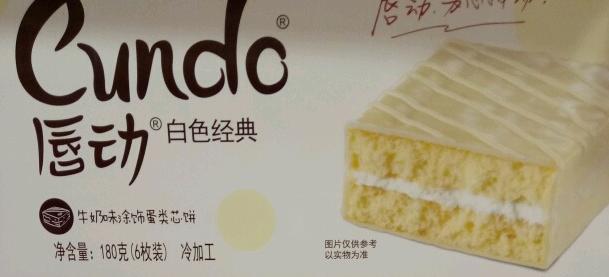 Cundo®
唇动®白色经典
牛奶味涂饰蛋类芯饼
净含量：180克(6枚装) 冷加工
图片仅供参考
以实物为准
唇动